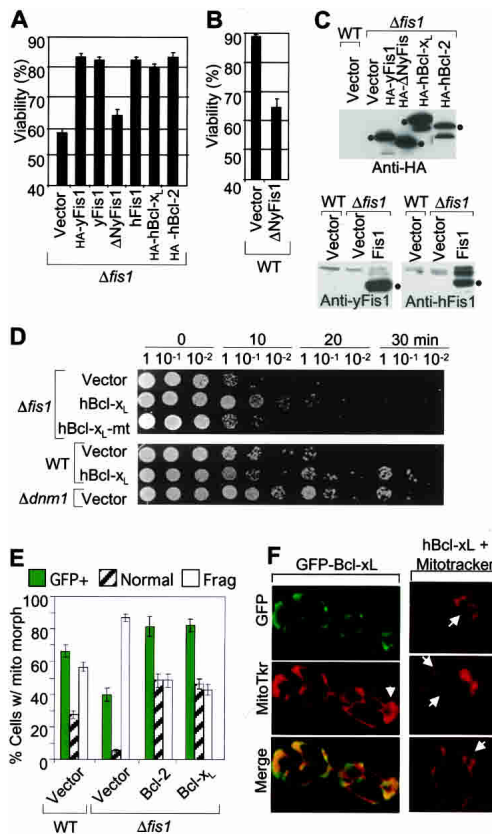 A
Viability (%)
90
80
70
60
50
40
Vector
HA-yFis1
yFis1
ΔNyFis1
hFis1
HA-hBcl-xL
HA-hBcl-2
Δfis1
B
Viability (%)
90
80
70
60
50
40
Vector
ΔNyFis1
WT
C
WT
Δfis1
Vector
Vector
HA-yFis1
HA-ΔNyFis
HA-hBcl-xL
HA-hBcl-2
Anti-HA
WT
Δfis1
Vector
Vector
Fis1
Anti-yFis1
WT
Δfis1
Vector
Vector
Fis1
Anti-hFis1
D
0 10 20 30 min
1 10-1 10-2 1 10-1 10-2 1 10-1 10-2 1 10-1 10-2
Δfis1
Vector
hBcl-xL
hBcl-xL-mt
WT
Vector
hBcl-xL
Δdnm1 Vector
E
GFP+ Normal Frag
% Cells w/ mito morph
100
80
60
40
20
0
Vector
Vector
Bcl-2
Bcl-xL
WT
Δfis1
F
GFP-Bcl-xL
hBcl-xL +
Mitotracker
GFP
MitoTkr
Merge